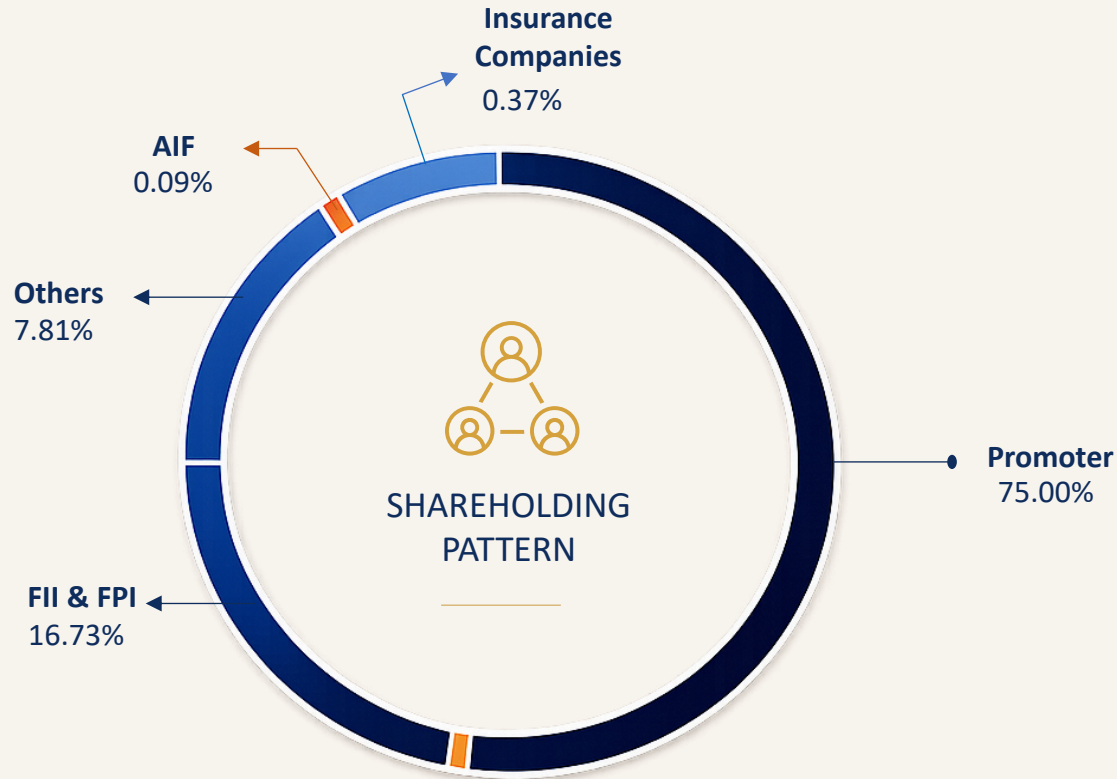 Insurance
Companies
0.37%
AIF
0.09%
Others
7.81%
Promoter
75.00%
SHAREHOLDING
PATTERN
FII & FPI
16.73%